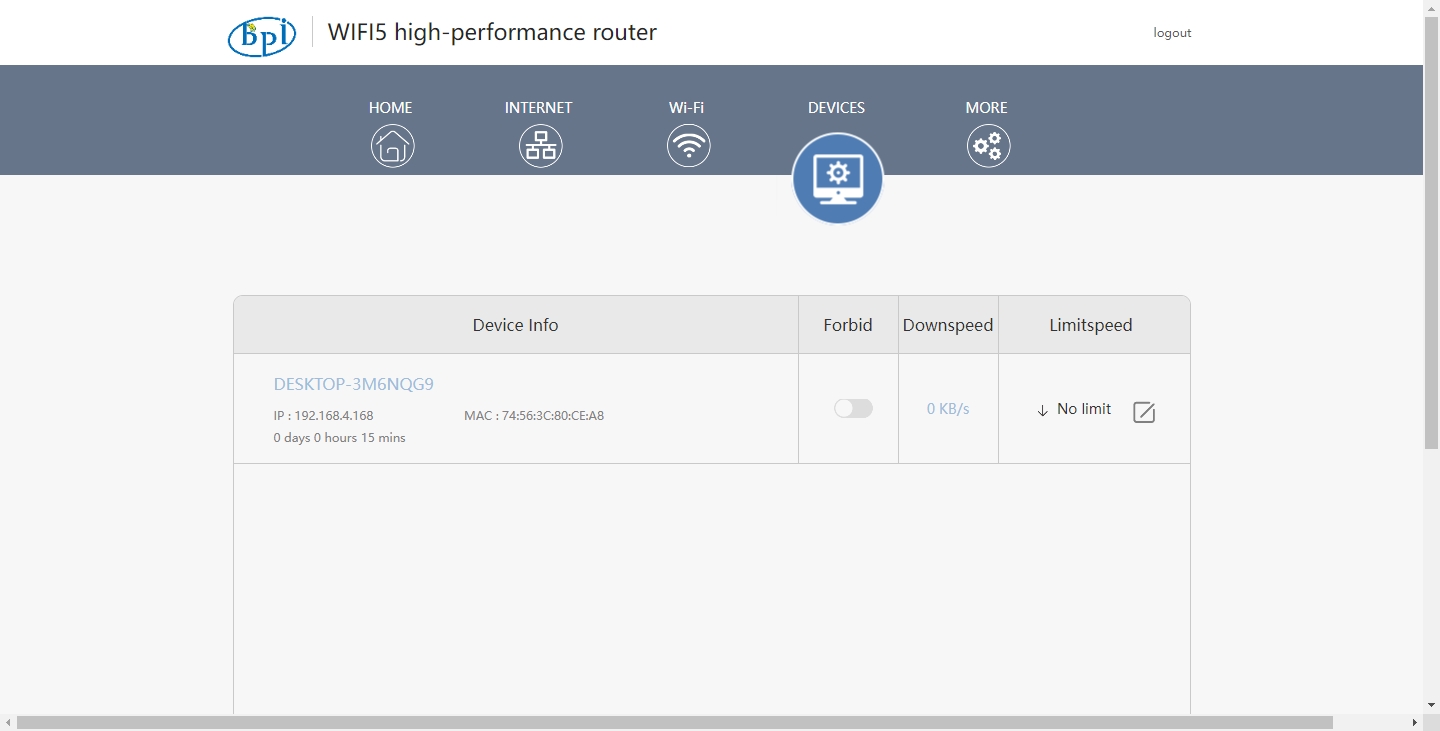 Bpi
WIFI5 high-performance router
logout
HOME
INTERNET
Wi-Fi
DEVICES
MORE
Device Info
Forbid
Downspeed
Limitspeed
DESKTOP-3M6NQG9
IP : 192.168.4.168
MAC : 74:56:3C:80:CE:A8
0 days 0 hours 15 mins
0 KB/s
↓ No limit